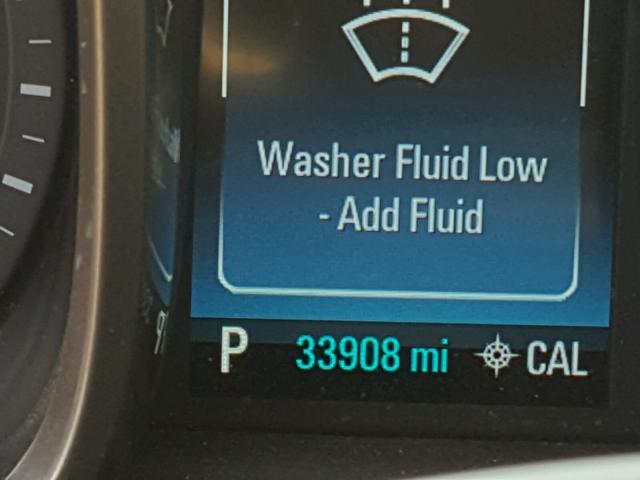 Washer Fluid Low
- Add Fluid
P 33908 mi CAL